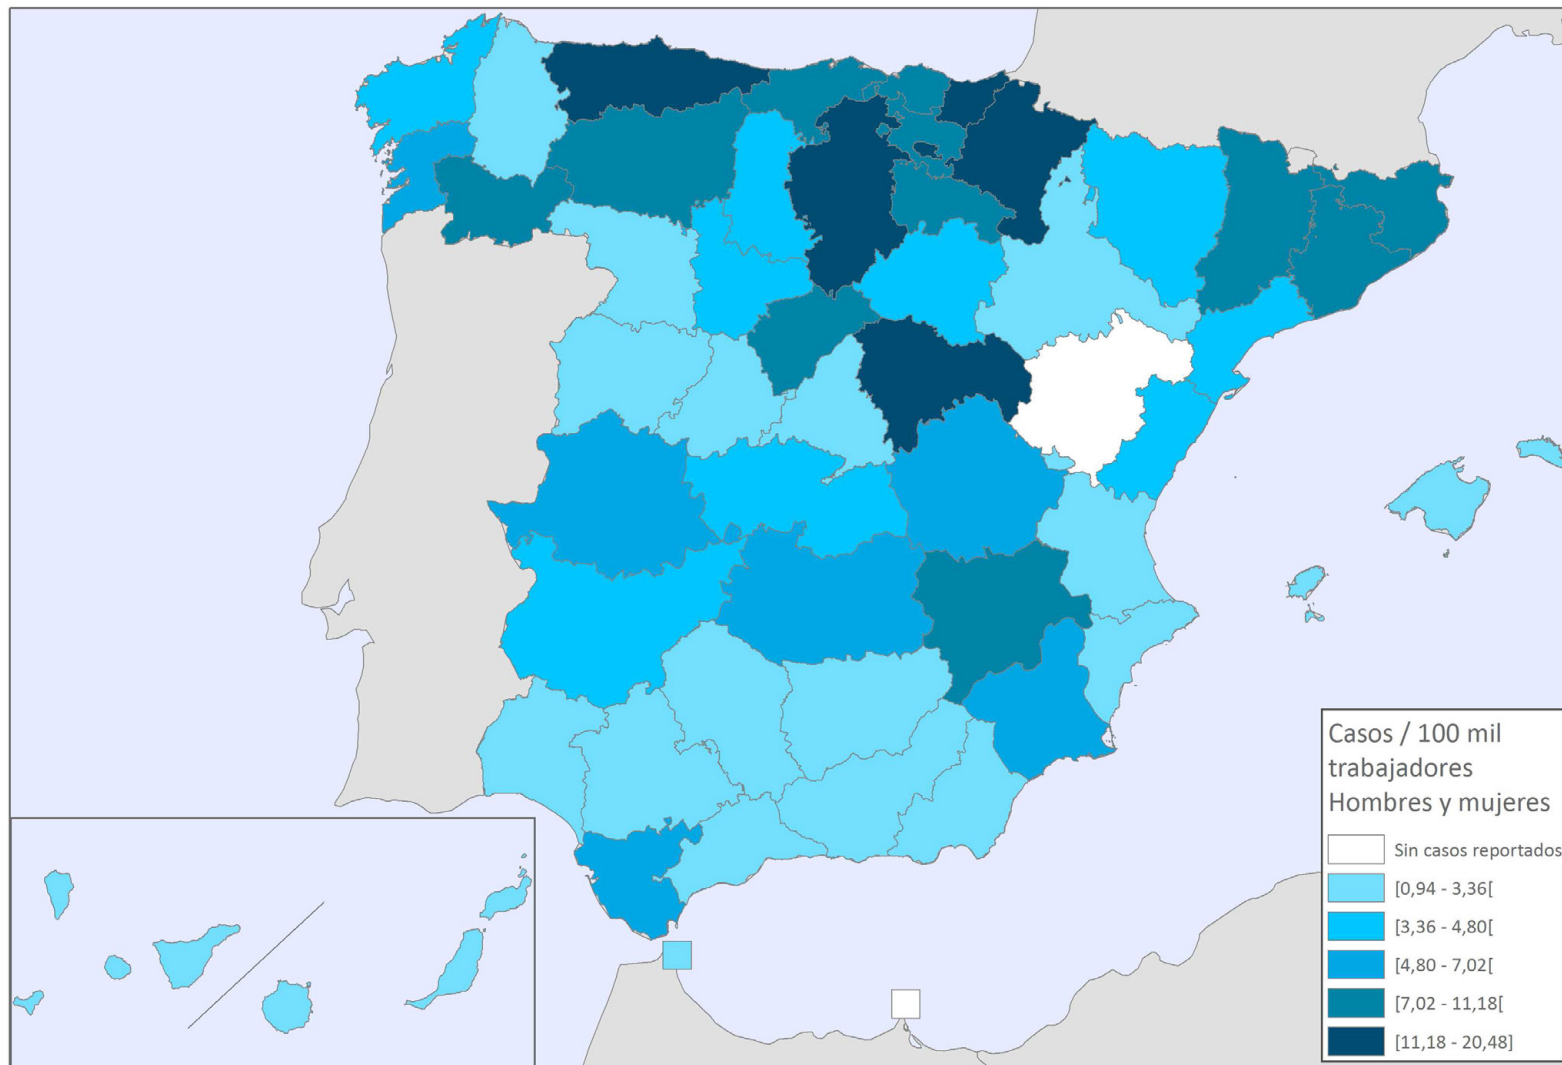 Casos / 100 mil
trabajadores
Hombres y mujeres
Sin casos reportados
[0,94 - 3,36[
[3,36 - 4,80[
[4,80 - 7,02[
[7,02 - 11,18[
[11,18 - 20,48]